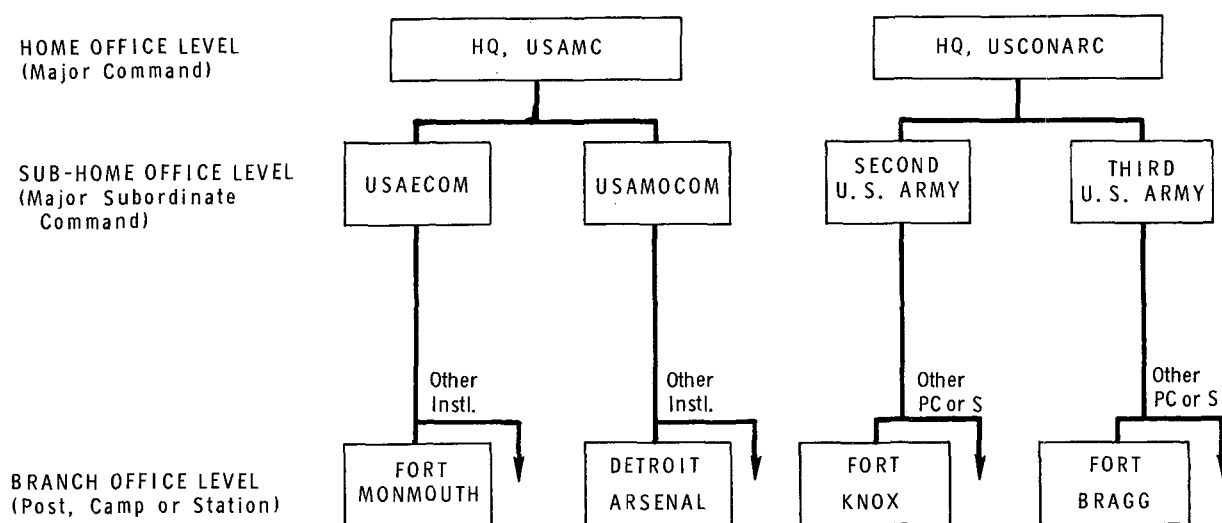 HOME OFFICE LEVEL
(Major Command)
HQ, USAMC
HQ, USCONARC
SUB-HOME OFFICE LEVEL
(Major Subordinate
Command)
USAECOM
USAMOCOM
SECOND
U.S. ARMY
THIRD
U.S. ARMY
Other
Instl.
Other
Instl.
Other
PC or S
Other
PC or S
BRANCH OFFICE LEVEL
(Post, Camp or Station)
FORT
MONMOUTH
DETROIT
ARSENAL
FORT
KNOX
FORT
BRAGG